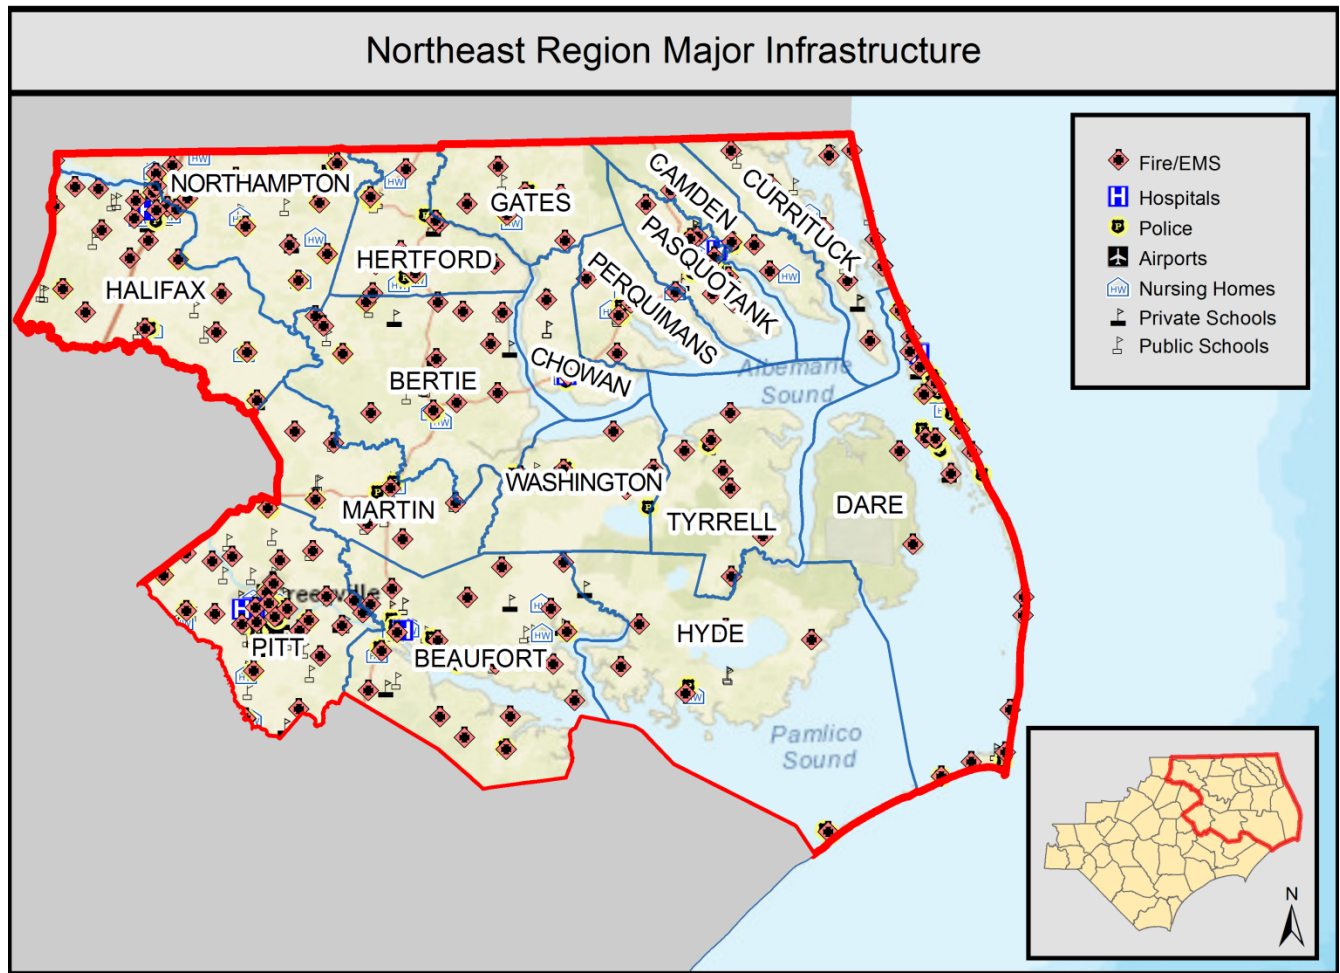 Northeast Region Major Infrastructure
Fire/EMS
H Hospitals
P Police
Airports
HW Nursing Homes
Private Schools
Public Schools
NORTHAMPTON
GATES
CAMDEN
CURRITUCK
PASQUOTANK
PERQUIMANS
HERTFORD
HALIFAX
CHOWAN
BERTIE
Albemarle
Sound
WASHINGTON
MARTIN
TYRRELL
DARE
PITT
BEAUFORT
HYDE
Pamlico
Sound
N